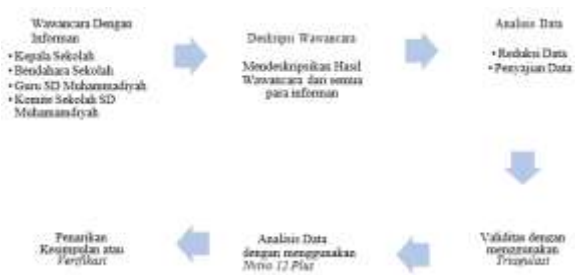 Wawancara Dengan
Informan
• Kepala Sekolah
• Bendahara Sekolah
• Guru SD Muhammadiyah
• Komite Sekolah SD
Muhamamdiyah
Deskripsi Wawancara
Mendeskripsikan Hasil
Wawancara dari semua
para informan
Analisis Data
• Reduksi Data
• Penyajian Data
Validitas dengan
menggunakan
Triagulasi
Analisis Data
dengan menggunakan
Nvivo 12 Plus
Penarikan
Kesimpulan atau
Verifikasi